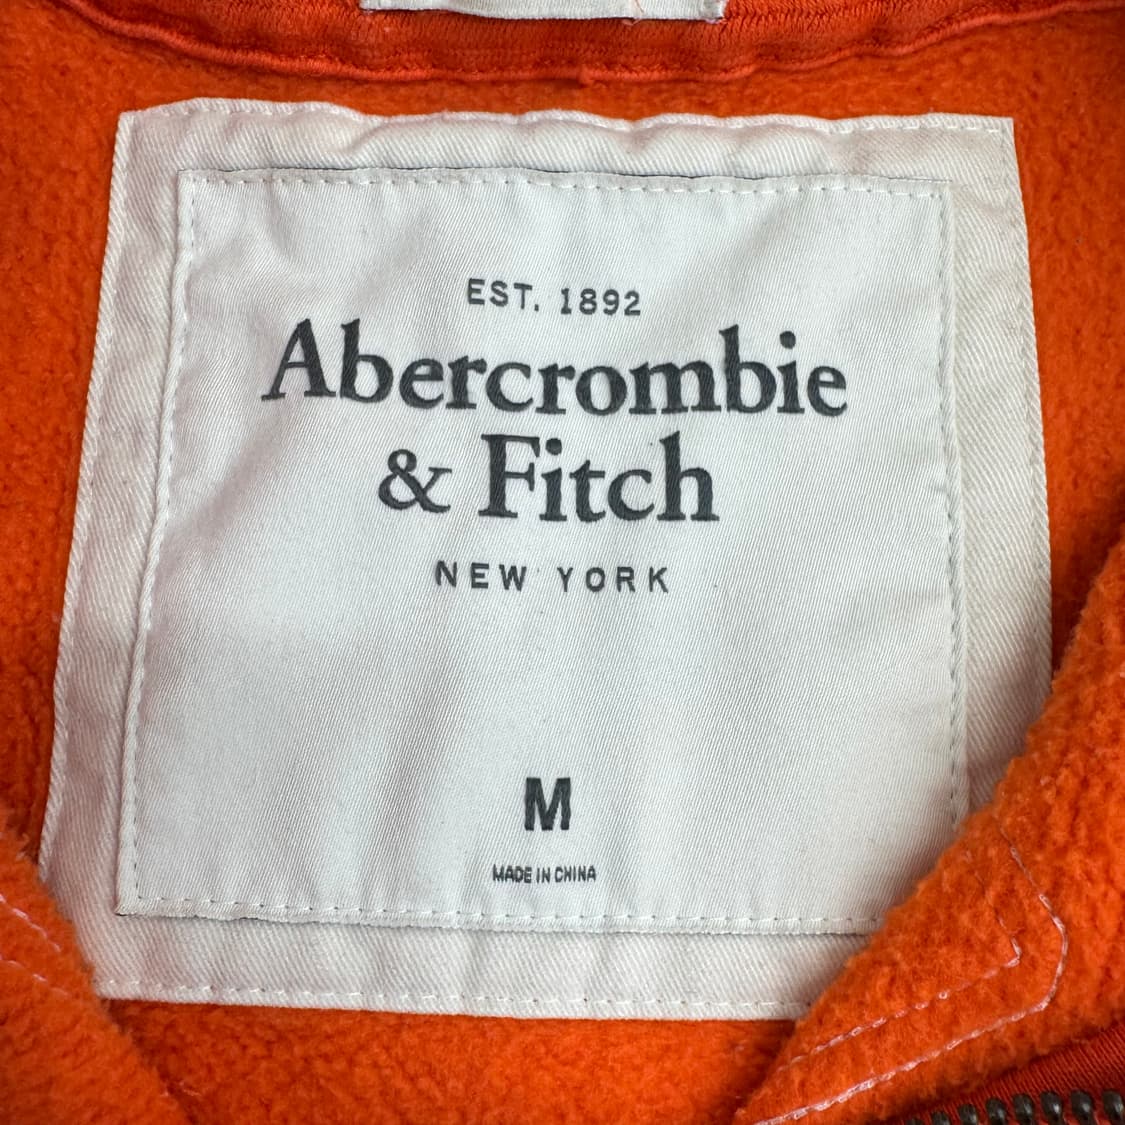 EST. 1892
Abercrombie
& Fitch
NEW YORK
M
MADE IN CHINA